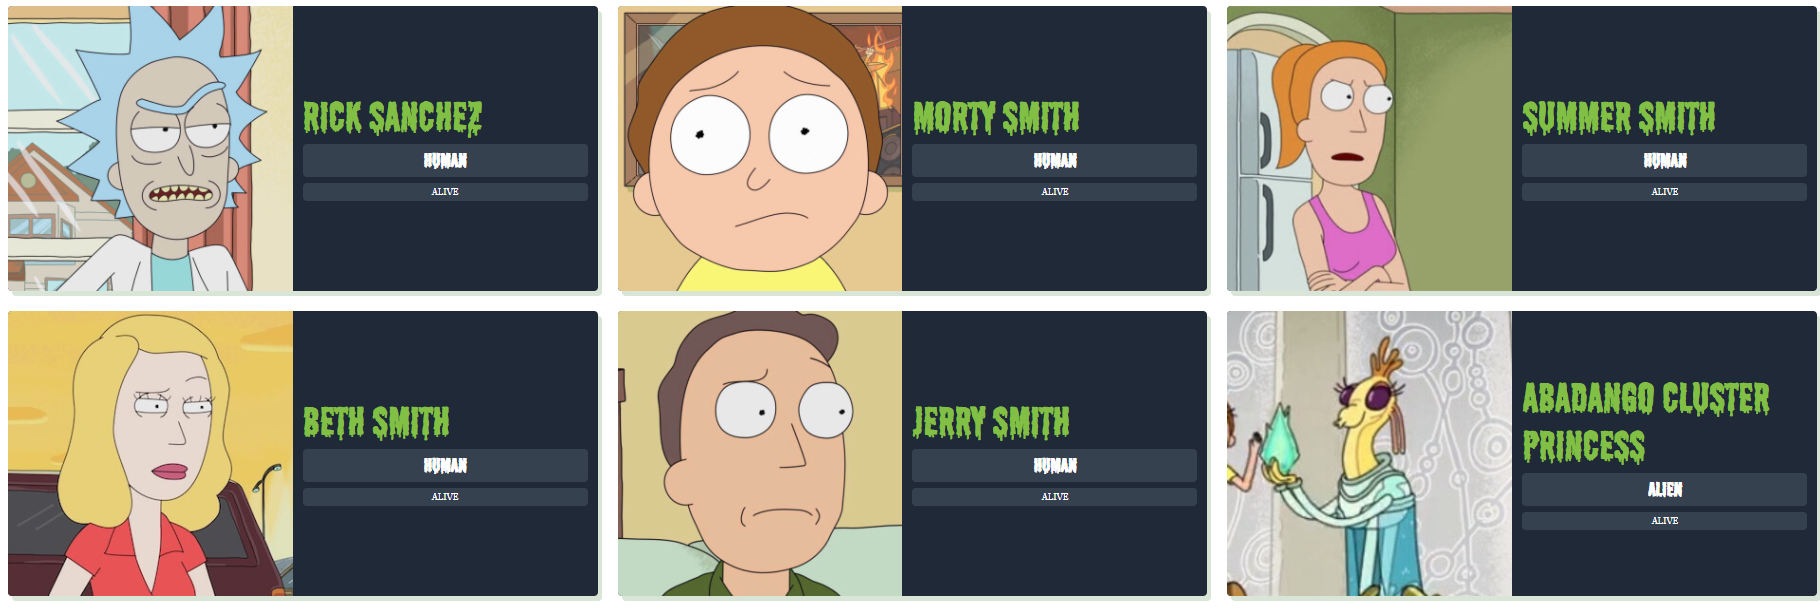 RICK SANCHEZ
HUMAN
ALIVE
MORTY SMITH
HUMAN
ALIVE
SUMMER SMITH
HUMAN
ALIVE
BETH SMITH
HUMAN
ALIVE
JERRY SMITH
HUMAN
ALIVE
ABADANGO CLUSTER
PRINCESS
ALIEN
ALIVE